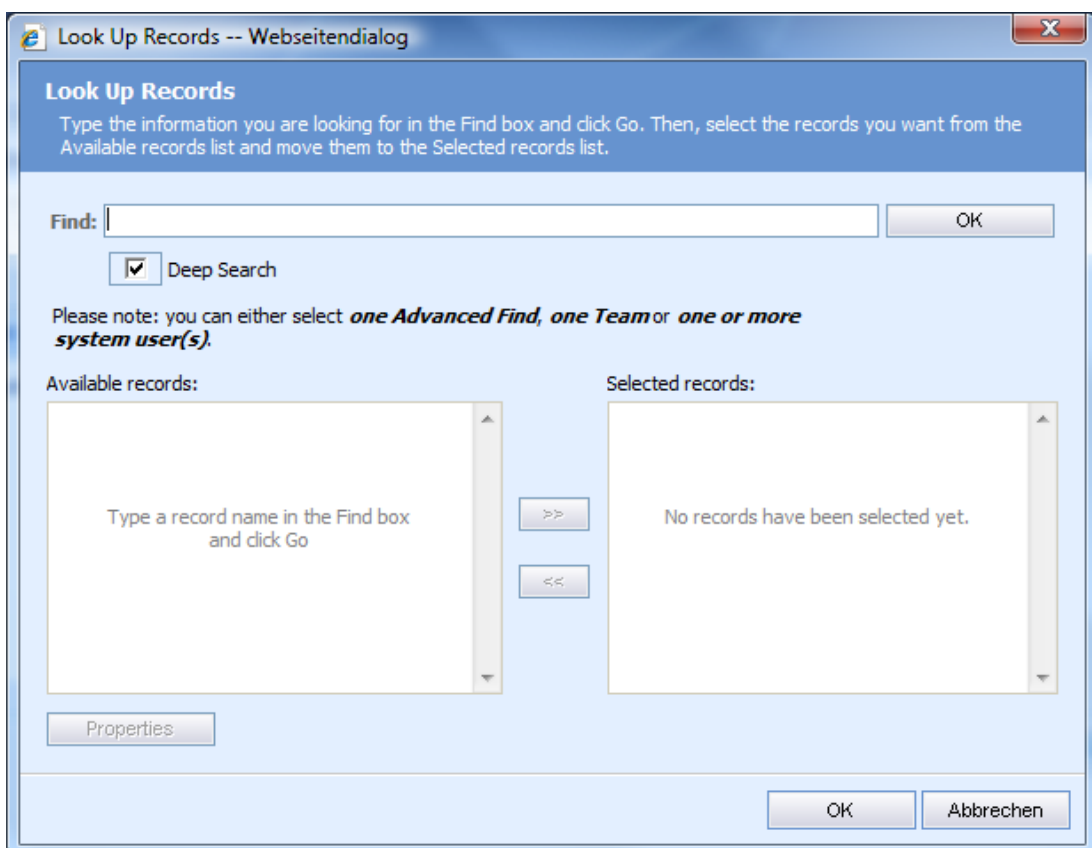 Look Up Records -- Webseitendialog
Look Up Records
Type the information you are looking for in the Find box and click Go. Then, select the records you want from the
Available records list and move them to the Selected records list.
Find:
OK
Deep Search
Please note: you can either select one Advanced Find, one Team or one or more
system user(s).
Available records:
Selected records:
Type a record name in the Find box
and click Go
>>
<<
No records have been selected yet.
Properties
OK
Abbrechen